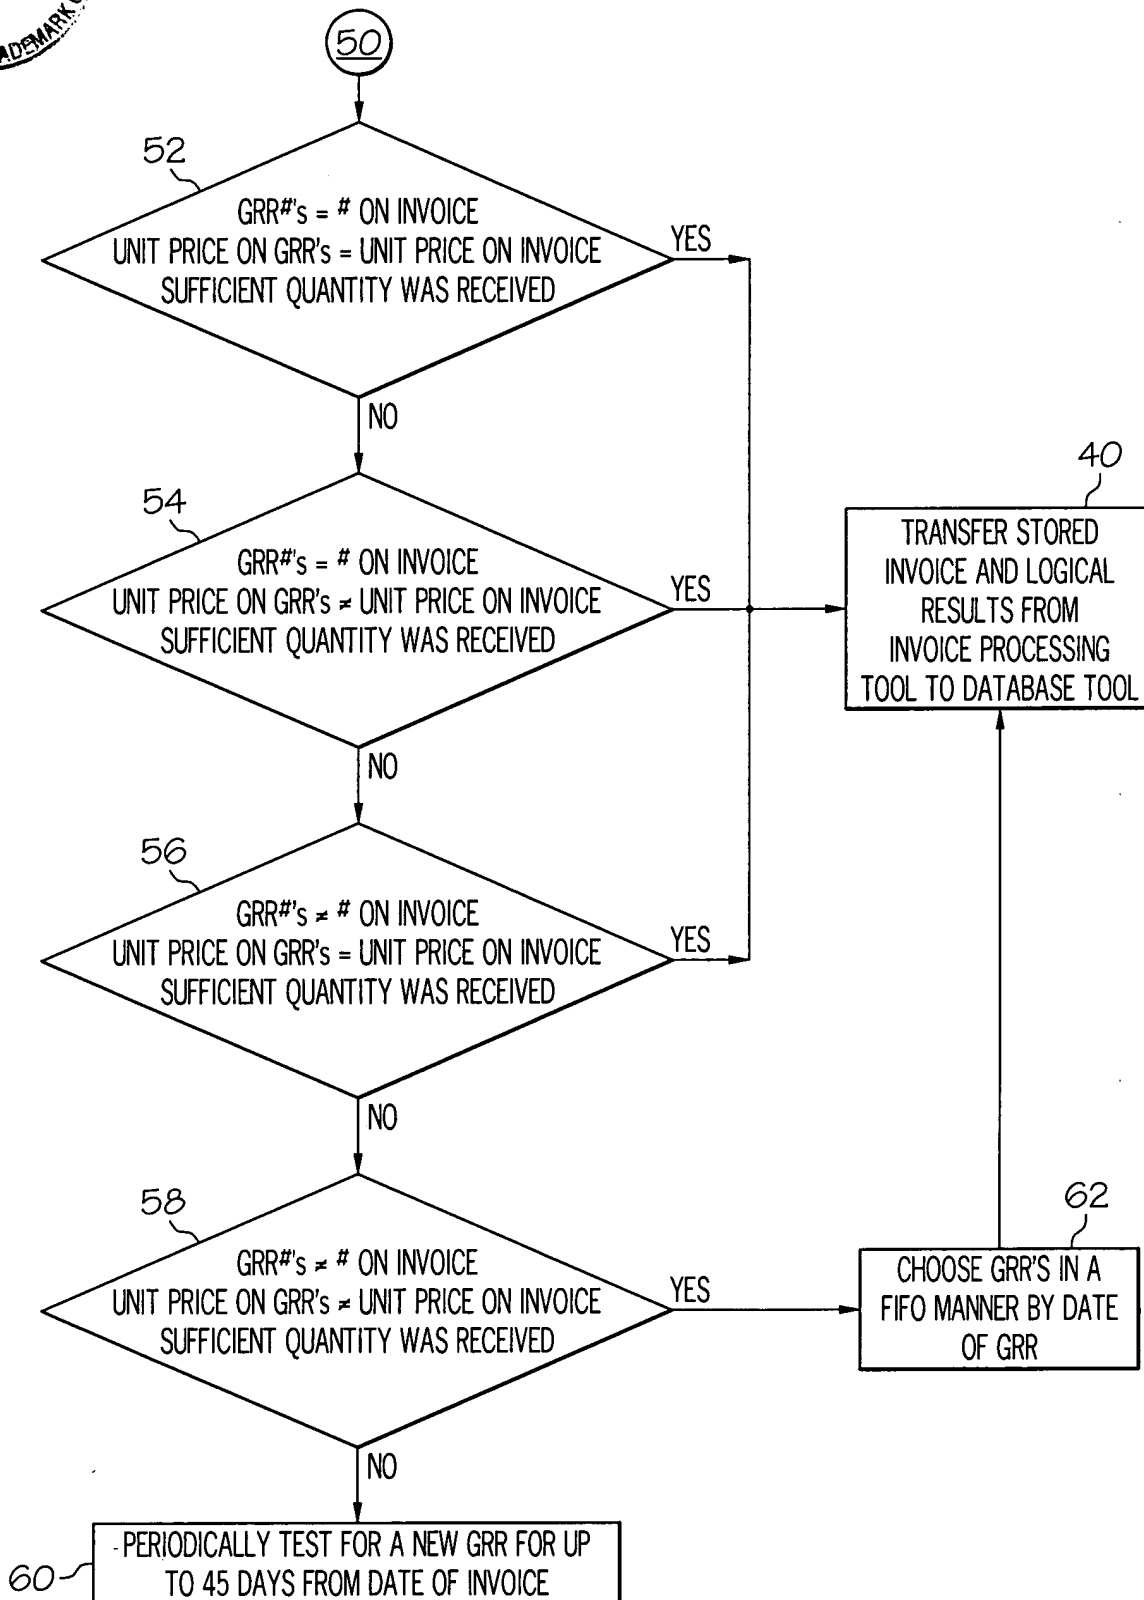 50
52
GRR#'s = # ON INVOICE
UNIT PRICE ON GRR's = UNIT PRICE ON INVOICE
SUFFICIENT QUANTITY WAS RECEIVED
YES
NO
54
GRR#'s = # ON INVOICE
UNIT PRICE ON GRR's ≠ UNIT PRICE ON INVOICE
SUFFICIENT QUANTITY WAS RECEIVED
YES
40
TRANSFER STORED
INVOICE AND LOGICAL
RESULTS FROM
INVOICE PROCESSING
TOOL TO DATABASE TOOL
NO
56
GRR#'s ≠ # ON INVOICE
UNIT PRICE ON GRR's = UNIT PRICE ON INVOICE
SUFFICIENT QUANTITY WAS RECEIVED
YES
NO
58
GRR#'s ≠ # ON INVOICE
UNIT PRICE ON GRR's ≠ UNIT PRICE ON INVOICE
SUFFICIENT QUANTITY WAS RECEIVED
YES
62
CHOOSE GRR'S IN A
FIFO MANNER BY DATE
OF GRR
NO
60
PERIODICALLY TEST FOR A NEW GRR FOR UP
TO 45 DAYS FROM DATE OF INVOICE